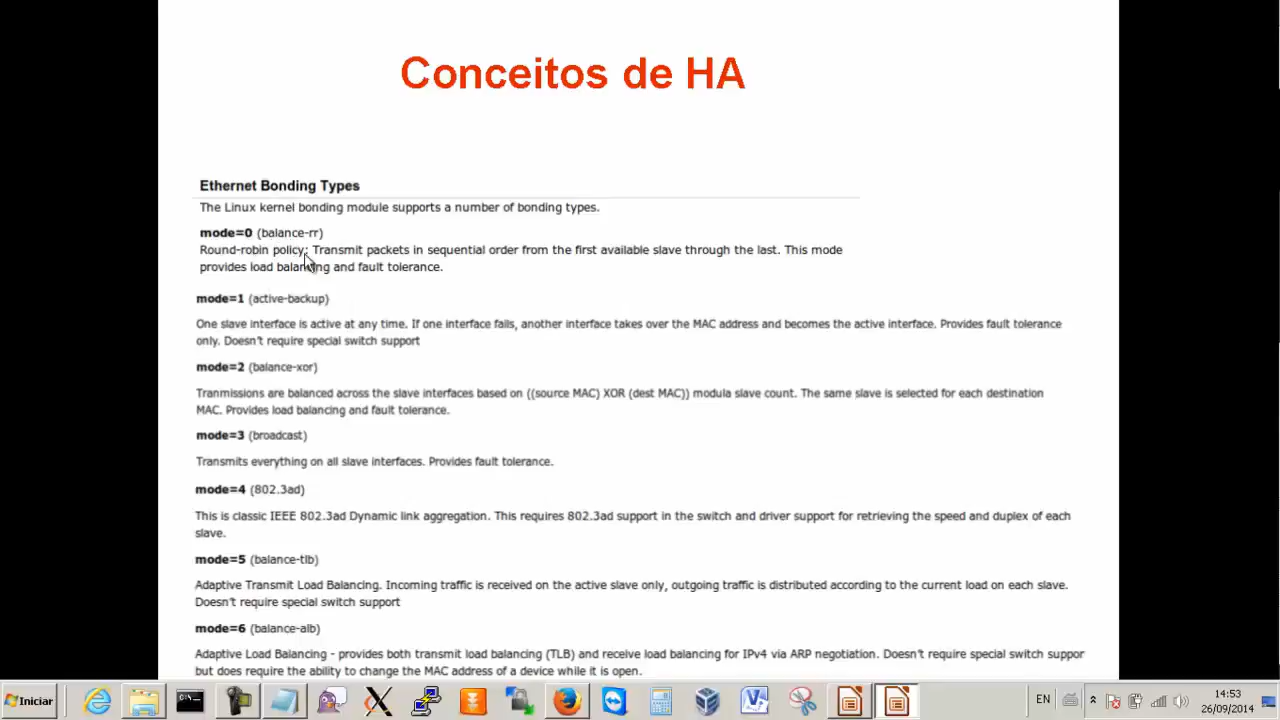 Conceitos de HA
Ethernet Bonding Types
The Linux kernel bonding module supports a number of bonding types.
mode=0 (balance-rr)
Round-robin policy: Transmit packets in sequential order from the first available slave through the last. This mode
provides load balancing and fault tolerance.
mode=1 (active-backup)
One slave interface is active at any time. If one interface fails, another interface takes over the MAC address and becomes the active interface. Provides fault tolerance
only. Doesn't require special switch support
mode=2 (balance-xor)
Tranmissions are balanced across the slave interfaces based on ((source MAC) XOR (dest MAC)) modula slave count. The same slave is selected for each destination
MAC. Provides load balancing and fault tolerance.
mode=3 (broadcast)
Transmits everything on all slave interfaces. Provides fault tolerance.
mode=4 (802.3ad)
This is classic IEEE 802.3ad Dynamic link aggregation. This requires 802.3ad support in the switch and driver support for retrieving the speed and duplex of each
slave.
mode=5 (balance-tlb)
Adaptive Transmit Load Balancing. Incoming traffic is received on the active slave only, outgoing traffic is distributed according to the current load on each slave.
Doesn't require special switch support
mode=6 (balance-alb)
Adaptive Load Balancing - provides both transmit load balancing (TLB) and receive load balancing for IPv4 via ARP negotiation. Doesn't require special switch suppor
but does require the ability to change the MAC address of a device while it is open.
Iniciar
EN
14:53
26/09/2014